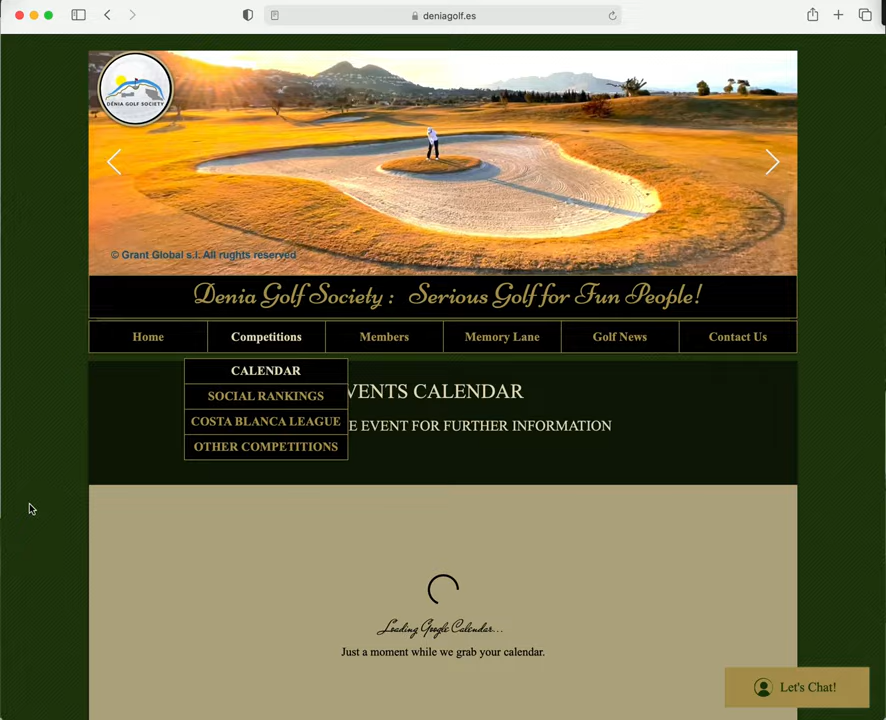 deniagolf.es
DÉNIA GOLF SOCIETY
© Grant Global s.l. All rughts reserved
Denia Golf Society : Serious Golf for Fun People!
Home
Competitions
Members
Memory Lane
Golf News
Contact Us
CALENDAR
SOCIAL RANKINGS
COSTA BLANCA LEAGUE
OTHER COMPETITIONS
VENTS CALENDAR
E EVENT FOR FURTHER INFORMATION
Loading Google Calendar...
Just a moment while we grab your calendar.
Let's Chat!